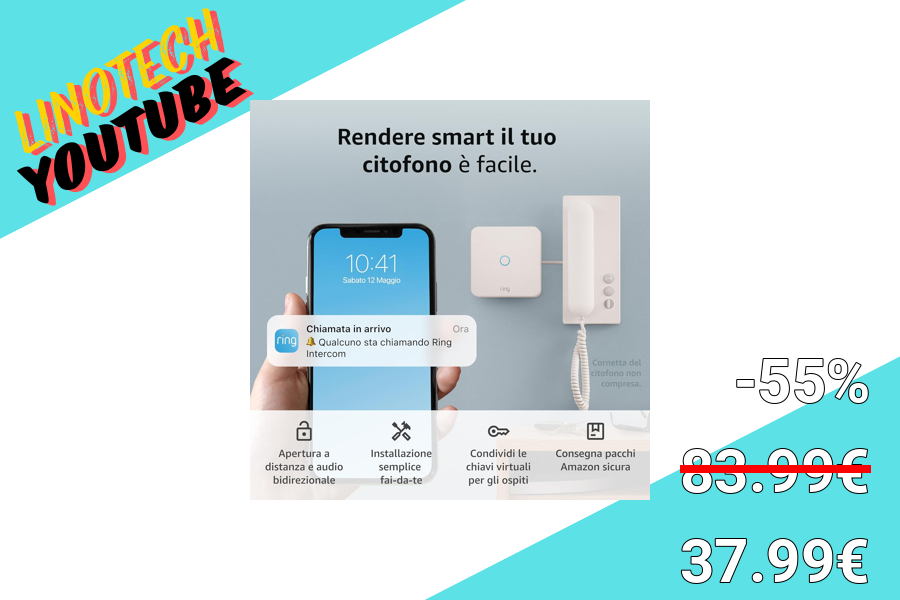 LINOTECH
YOUTUBE
Rendere smart il tuo
citofono è facile.
10:41
Sabato 12 Maggio
ring
Chiamata in arrivo
Ora
🔔 Qualcuno sta chiamando Ring
Intercom
ring
Cornetta del
citofono non
compresa.
Apertura a
distanza e audio
bidirezionale
Installazione
semplice
fai-da-te
Condividi le
chiavi virtuali
per gli ospiti
Consegna pacchi
Amazon sicura
-55%
83.99€
37.99€